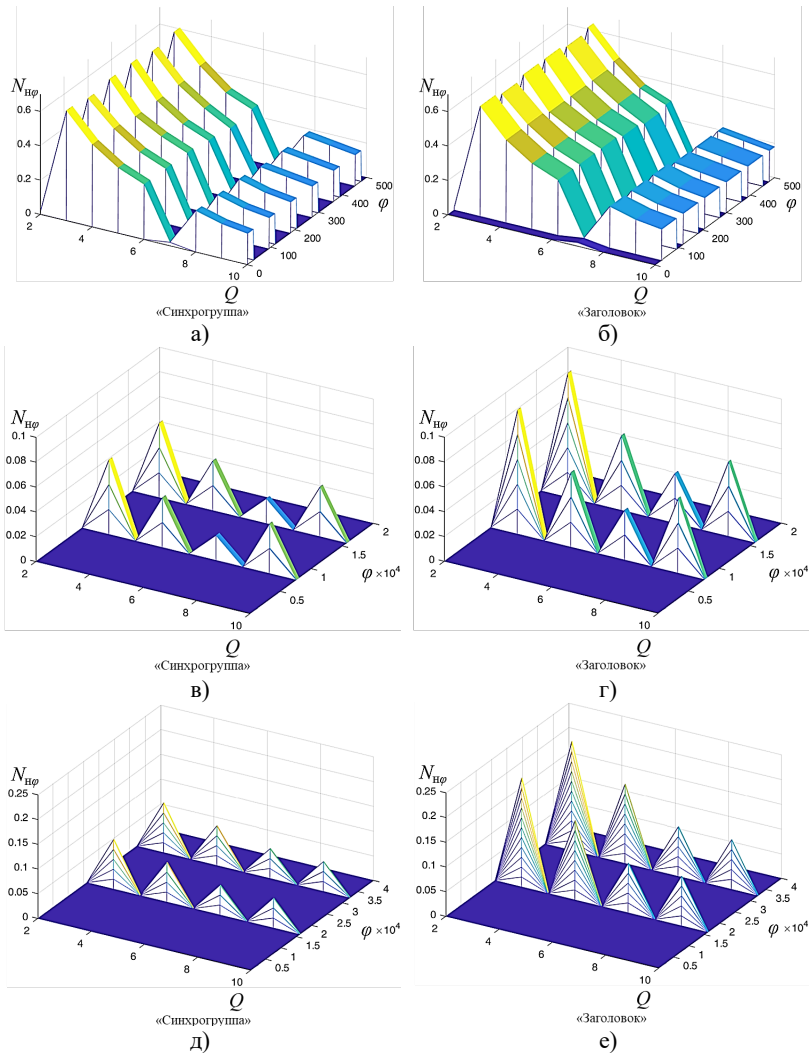 N_нφ N_нφ
0.6 0.6
0.4 0.4
0.2 0.2
0 0
2 4 6 8 10 2 4 6 8 10
0 100 200 300 400 500 0 100 200 300 400 500
φ φ
Q Q
«Синхрогруппа» «Заголовок»
а) б)
N_нφ N_нφ
0.1 0.1
0.08 0.08
0.06 0.06
0.04 0.04
0.02 0.02
0 0
2 4 6 8 10 2 4 6 8 10
0.5 1 1.5 2 0.5 1 1.5 2
φ ×10⁴ φ ×10⁴
Q Q
«Синхрогруппа» «Заголовок»
в) г)
N_нφ N_нφ
0.25 0.25
0.2 0.2
0.15 0.15
0.1 0.1
0.05 0.05
0 0
2 4 6 8 10 2 4 6 8 10
0.5 1 1.5 2 2.5 3 3.5 4 0.5 1 1.5 2 2.5 3 3.5 4
φ ×10⁴ φ ×10⁴
Q Q
«Синхрогруппа» «Заголовок»
д) е)